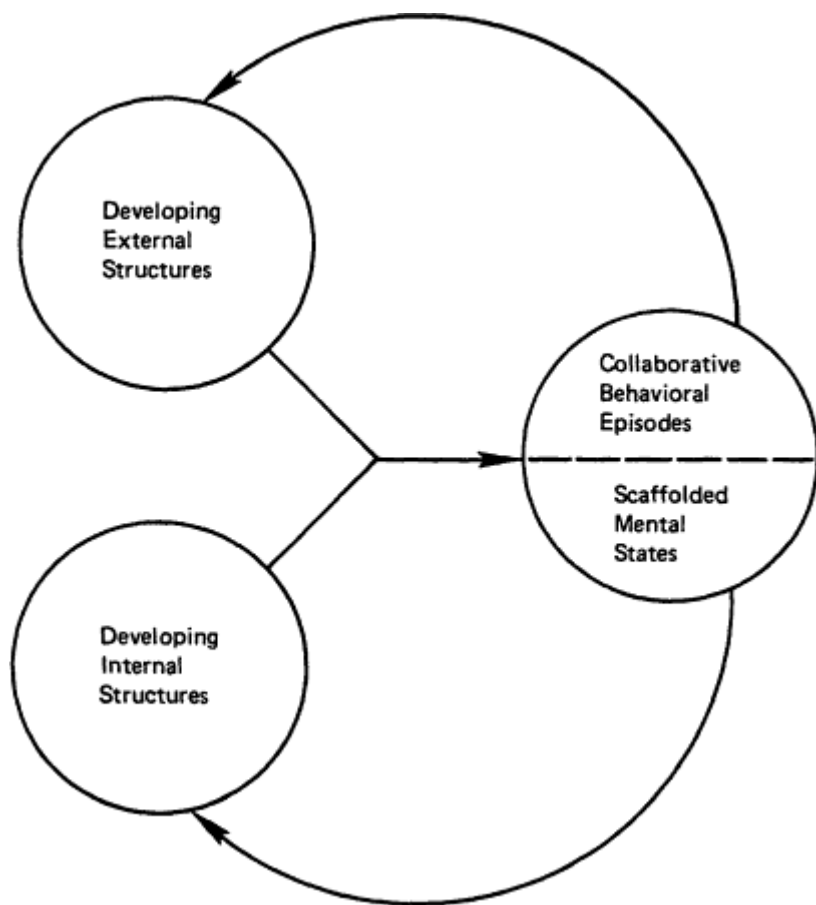 Developing
External
Structures
Collaborative
Behavioral
Episodes
Scaffolded
Mental
States
Developing
Internal
Structures